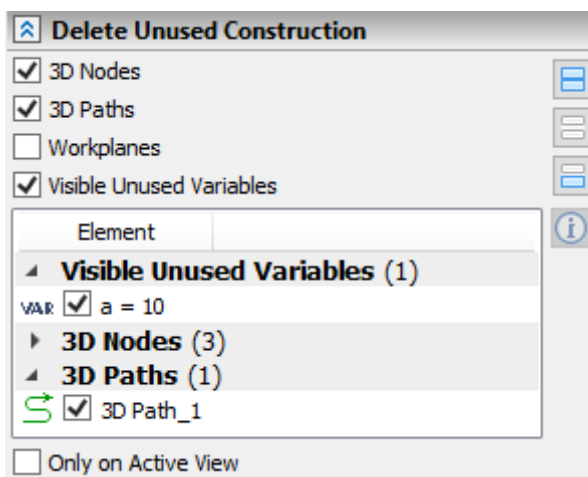 Delete Unused Construction
3D Nodes
3D Paths
Workplanes
Visible Unused Variables
Element
Visible Unused Variables (1)
VAR a = 10
3D Nodes (3)
3D Paths (1)
3D Path_1
Only on Active View